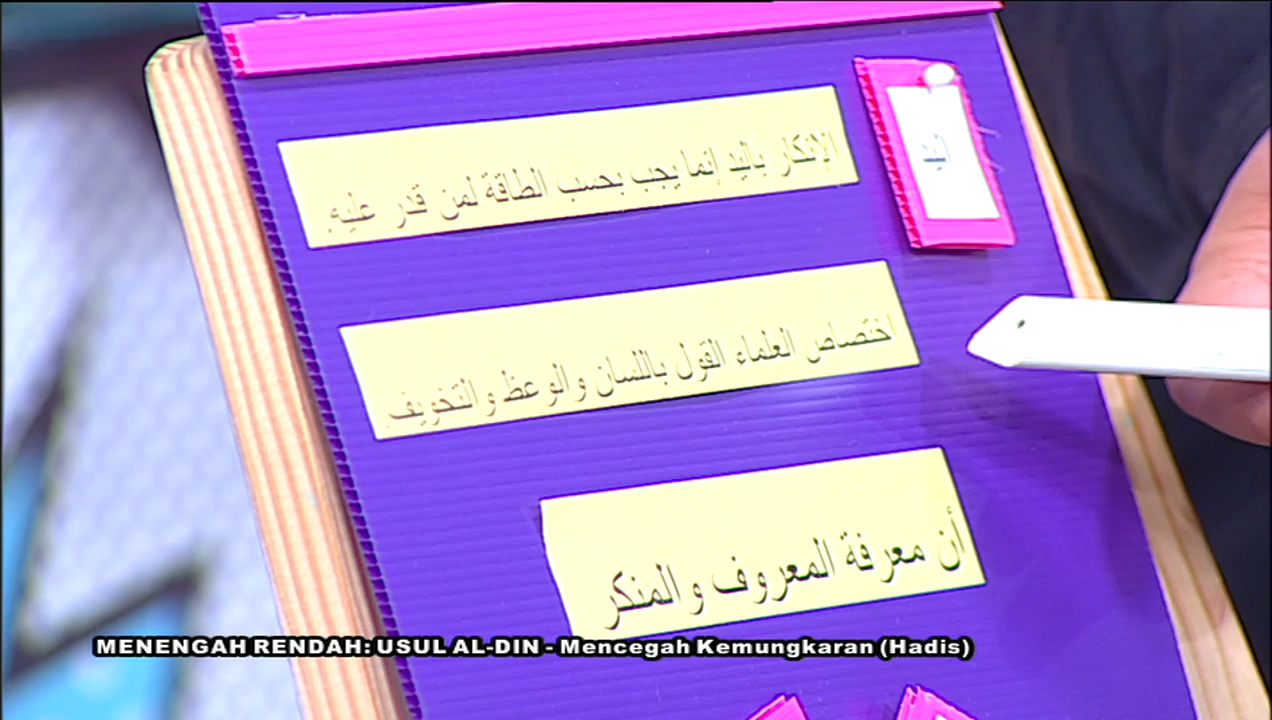 الإنكار باليد إنما يجب بحسب الطاقة لمن قدر عليه.
اليد
اختصاص العلماء القول باللسان والوعظ والتخويف.
أن معرفة المعروف والمنكر
MENENGAH RENDAH: USUL AL-DIN - Mencegah Kemungkaran (Hadis)